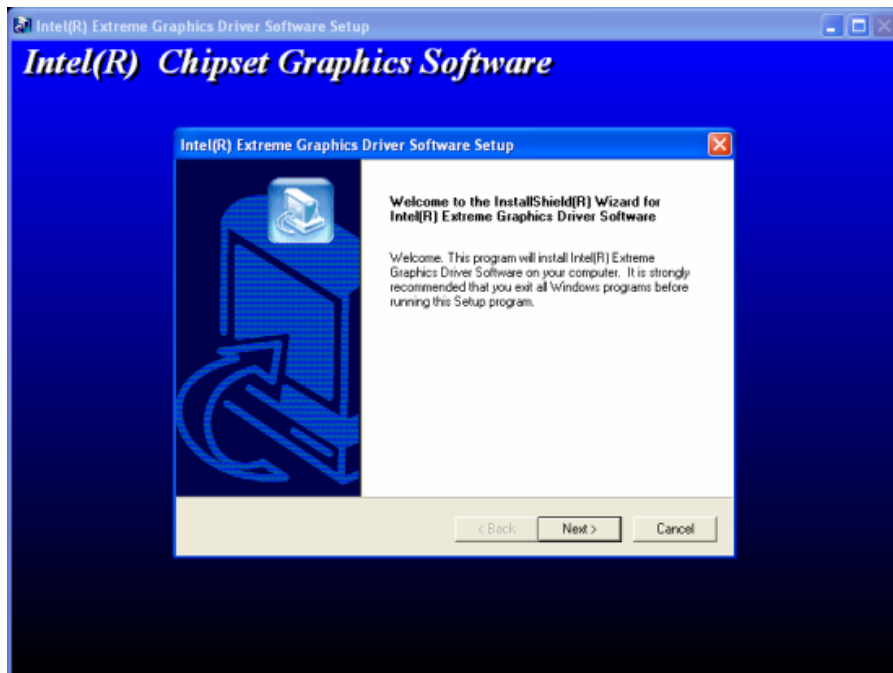 Intel(R) Extreme Graphics Driver Software Setup
Intel(R) Chipset Graphics Software
Intel(R) Extreme Graphics Driver Software Setup
Welcome to the InstallShield(R) Wizard for
Intel(R) Extreme Graphics Driver Software
Welcome. This program will install Intel(R) Extreme
Graphics Driver Software on your computer. It is strongly
recommended that you exit all Windows programs before
running this Setup program.
< Back
Next >
Cancel